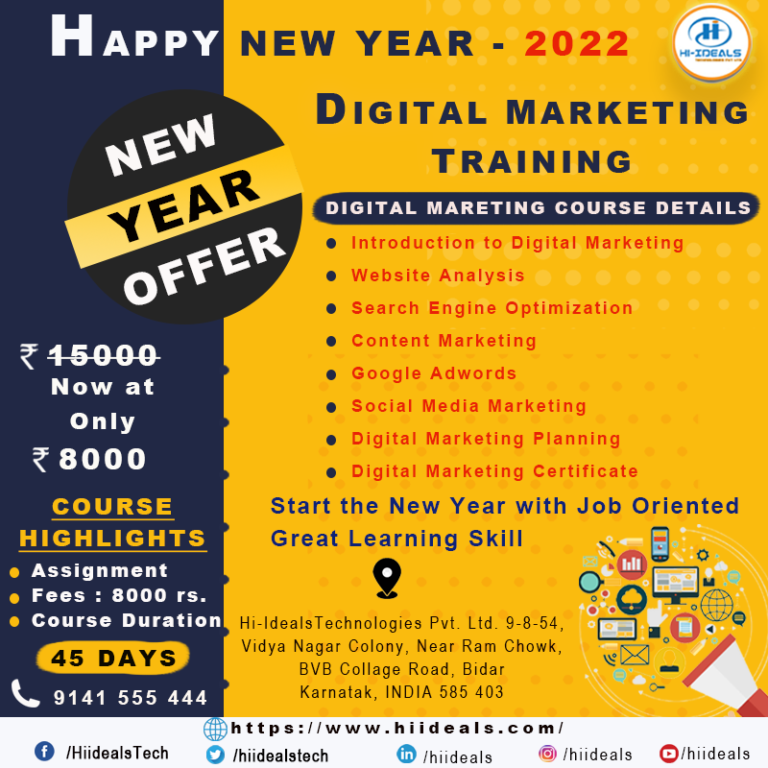 HAPPY NEW YEAR - 2022
HI-IDEALS
TECHNOLOGIES PVT. LTD.
NEW
YEAR
OFFER
₹ 15000
Now at
Only
₹ 8000
COURSE
HIGHLIGHTS
Assignment
Fees : 8000 rs.
Course Duration
45 DAYS
9141 555 444
DIGITAL MARKETING
TRAINING
DIGITAL MARETING COURSE DETAILS
Introduction to Digital Marketing
Website Analysis
Search Engine Optimization
Content Marketing
Google Adwords
Social Media Marketing
Digital Marketing Planning
Digital Marketing Certificate
Start the New Year with Job Oriented
Great Learning Skill
Hi-IdealsTechnologies Pvt. Ltd. 9-8-54,
Vidya Nagar Colony, Near Ram Chowk,
BVB Collage Road, Bidar
Karnatak, INDIA 585 403
https://www.hiideals.com/
/HiidealsTech
/hiidealstech
/hiideals
/hiideals
/hiideals